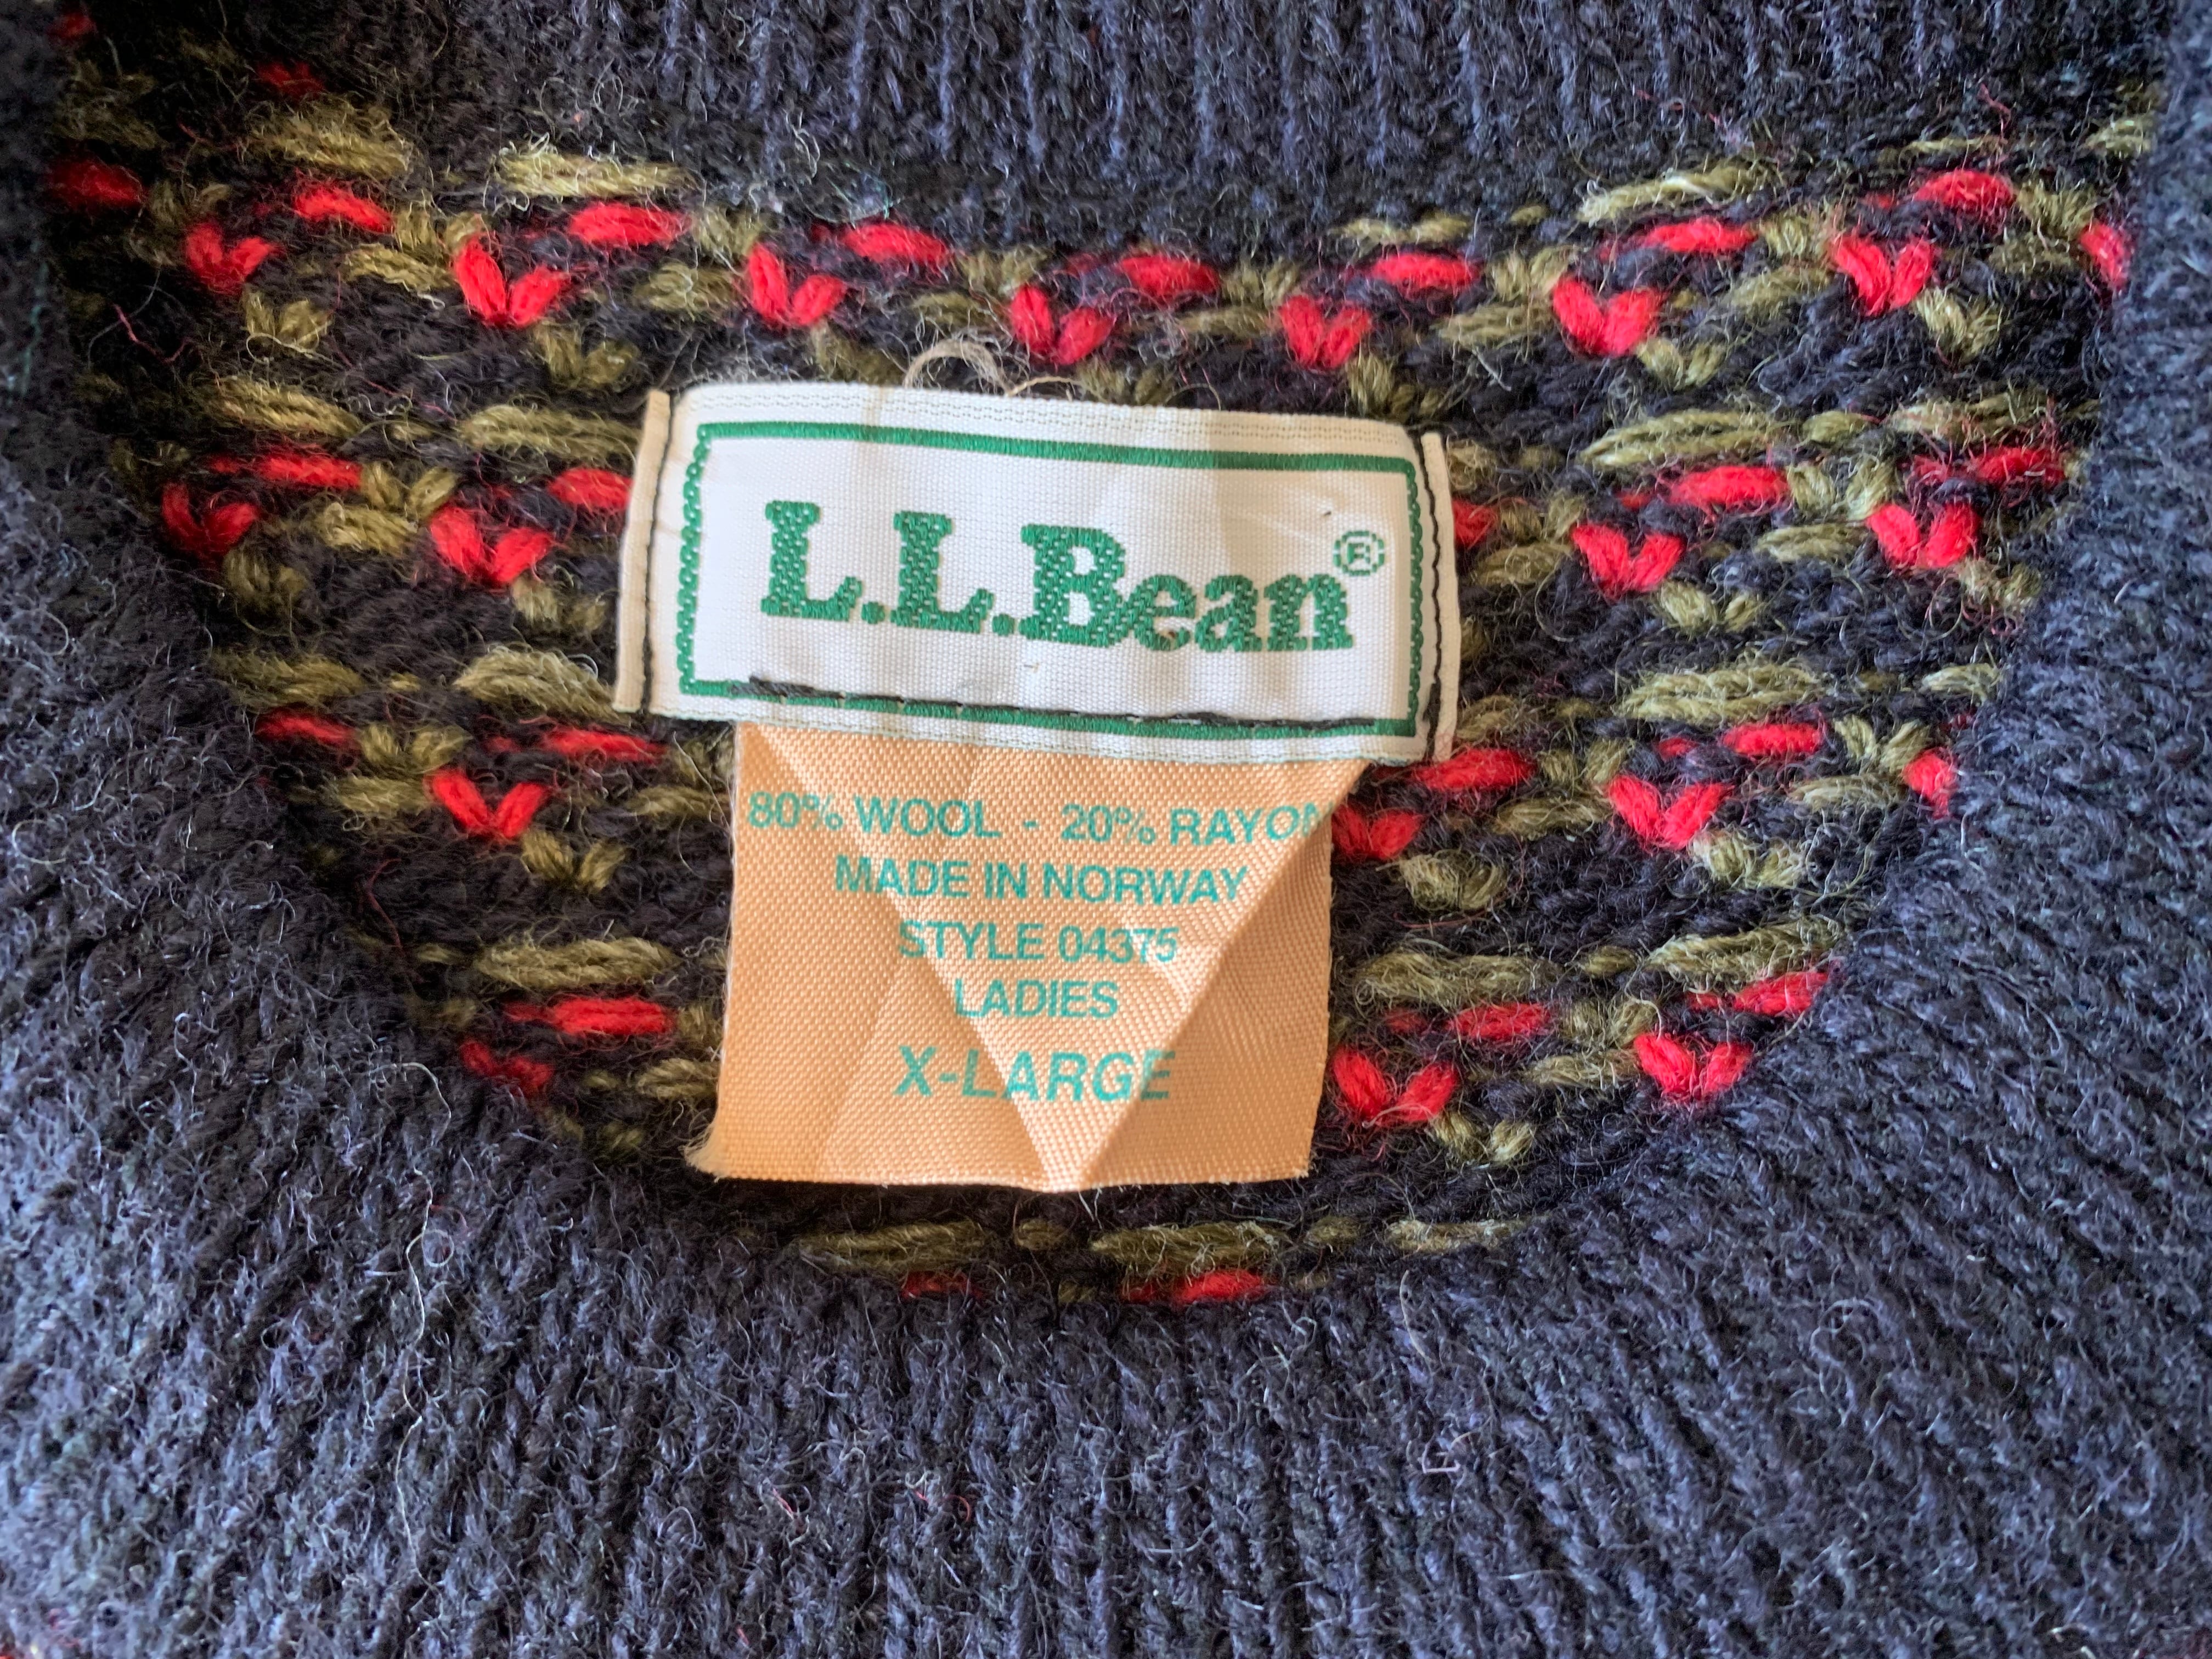 L.L.Bean®
80% WOOL - 20% RAYON
MADE IN NORWAY
STYLE 04375
LADIES
X-LARGE